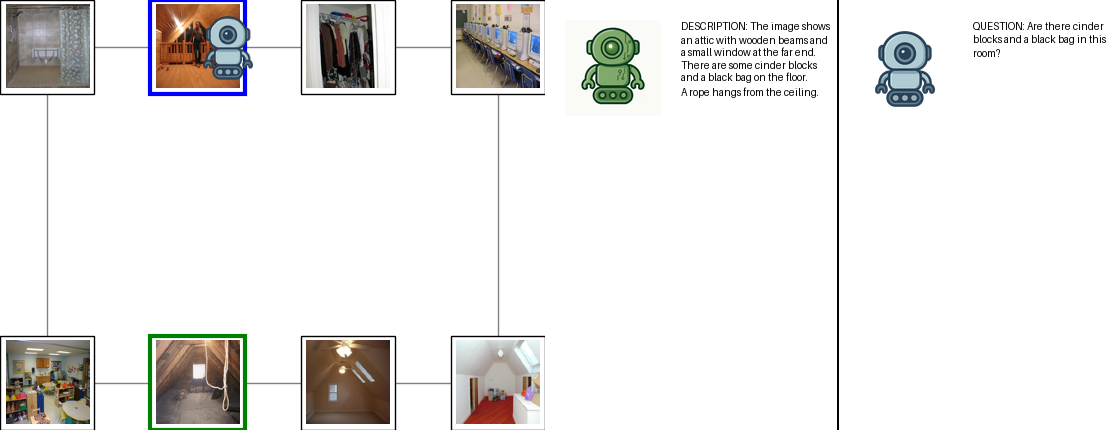 DESCRIPTION: The image shows
an attic with wooden beams and
a small window at the far end.
There are some cinder blocks
and a black bag on the floor.
A rope hangs from the ceiling.
QUESTION: Are there cinder
blocks and a black bag in this
room?